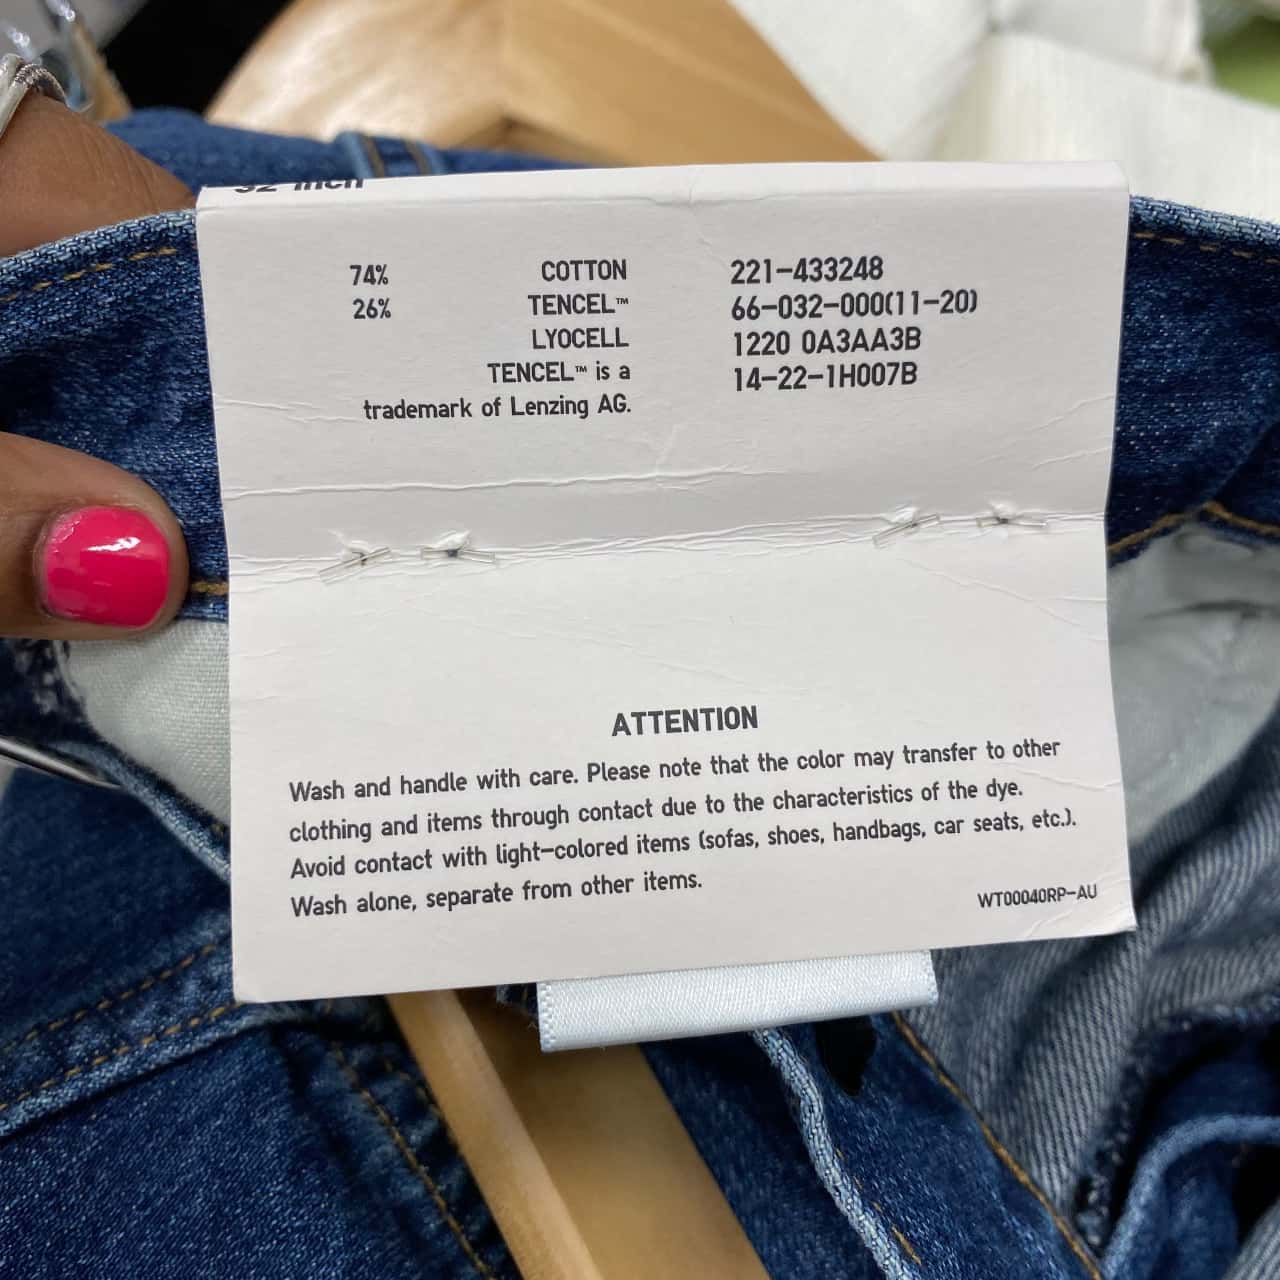 32 inch
74% COTTON
26% TENCEL™
LYOCELL
TENCEL™ is a
trademark of Lenzing AG.
221-433248
66-032-000(11-20)
1220 0A3AA3B
14-22-1H007B
ATTENTION
Wash and handle with care. Please note that the color may transfer to other
clothing and items through contact due to the characteristics of the dye.
Avoid contact with light-colored items (sofas, shoes, handbags, car seats, etc.).
Wash alone, separate from other items.
WT00040RP-AU